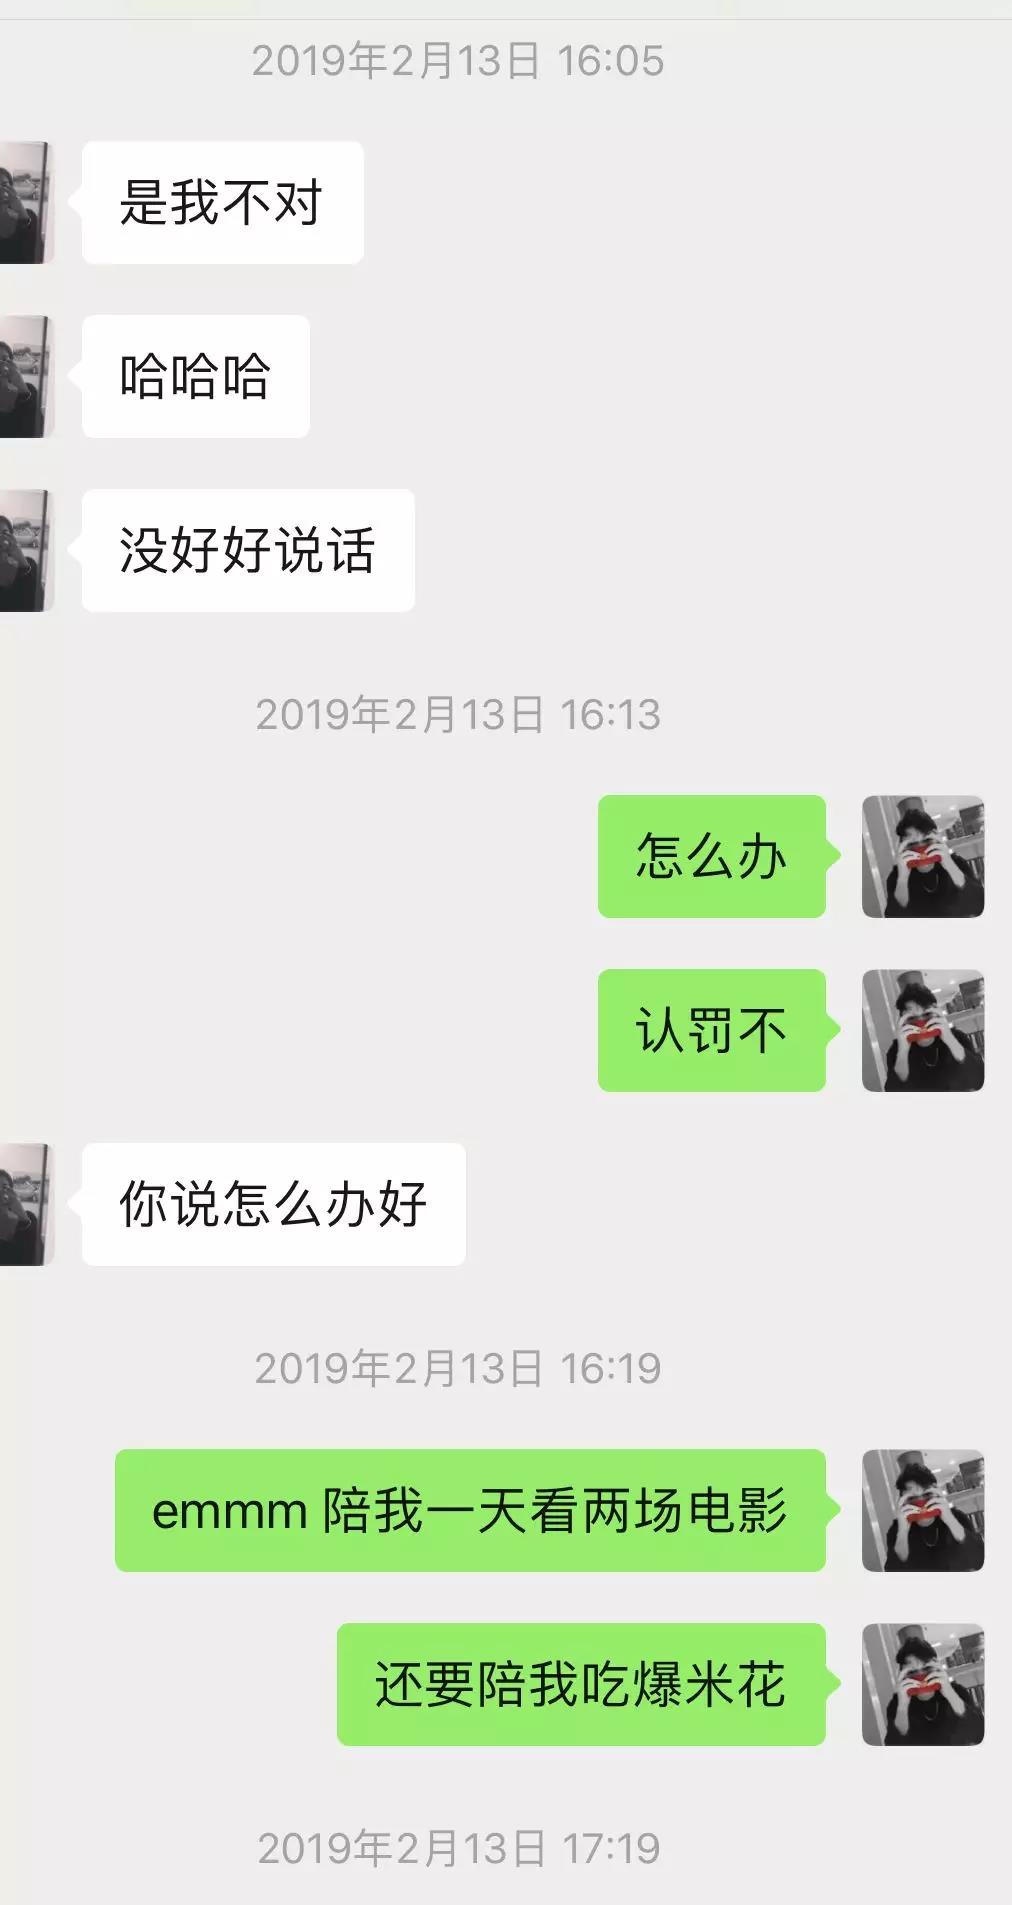 2019年2月13日 16:05
是我不对
哈哈哈
没好好说话
2019年2月13日 16:13
怎么办
认罚不
你说怎么办好
2019年2月13日 16:19
emmm 陪我一天看两场电影
还要陪我吃爆米花
2019年2月13日 17:19